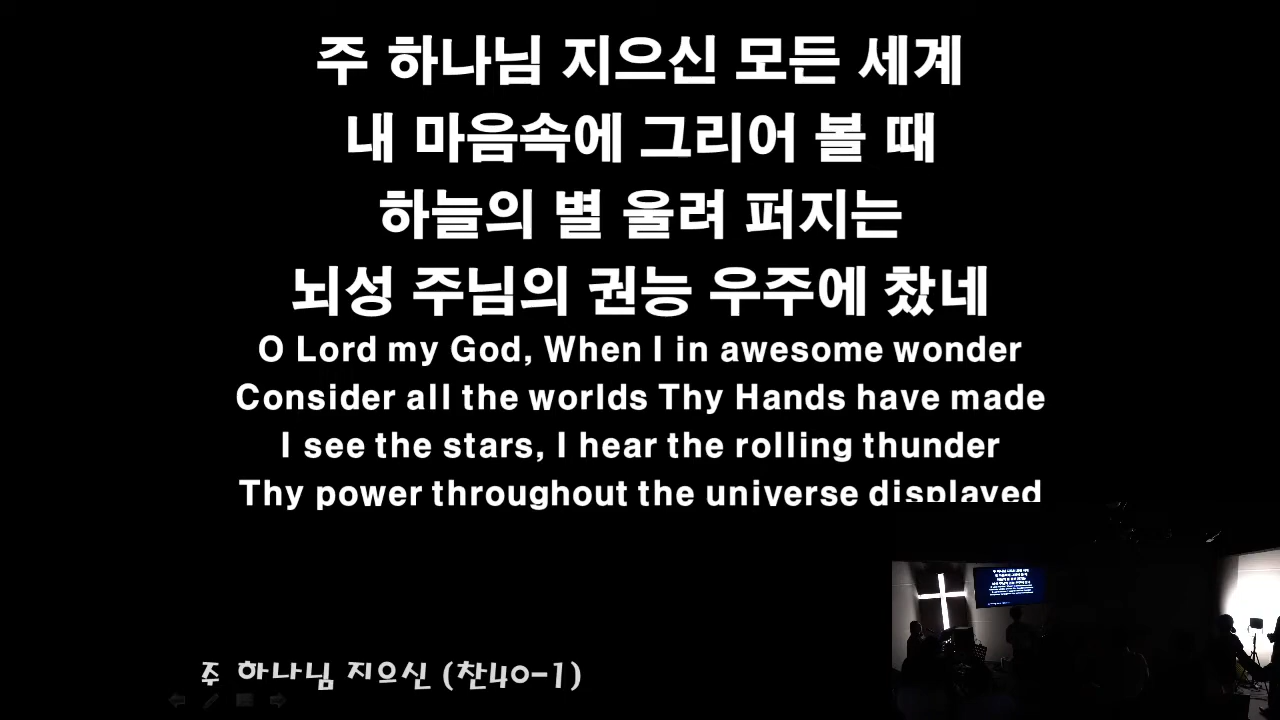 주 하나님 지으신 모든 세계
내 마음속에 그리어 볼 때
하늘의 별 울려 퍼지는
뇌성 주님의 권능 우주에 찼네
O Lord my God, When I in awesome wonder
Consider all the worlds Thy Hands have made
I see the stars, I hear the rolling thunder
Thy power throughout the universe displayed
주 하나님 지으신 (찬40-1)